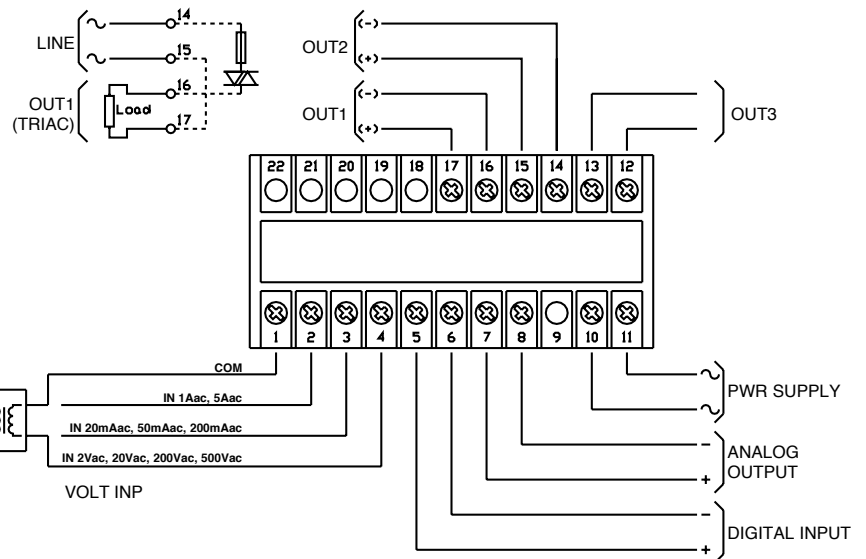 14
LINE
15
16
OUT1
(TRIAC)
Load
17
OUT2
(-)
(+)
OUT1
(-)
(+)
OUT3
22 21 20 19 18 17 16 15 14 13 12
1 2 3 4 5 6 7 8 9 10 11
COM
IN 1Aac, 5Aac
IN 20mAac, 50mAac, 200mAac
IN 2Vac, 20Vac, 200Vac, 500Vac
VOLT INP
PWR SUPPLY
-
ANALOG
OUTPUT
+
-
DIGITAL INPUT
+